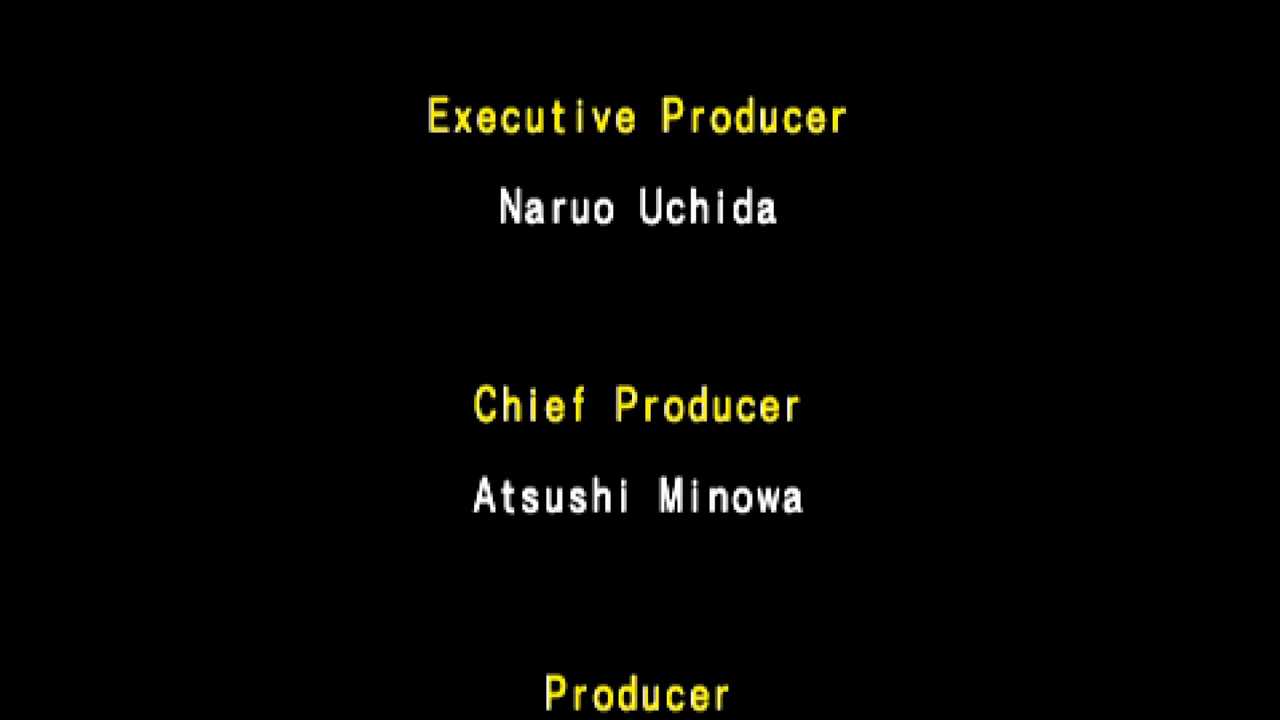 Executive Producer
Naruo Uchida
Chief Producer
Atsushi Minowa
Producer